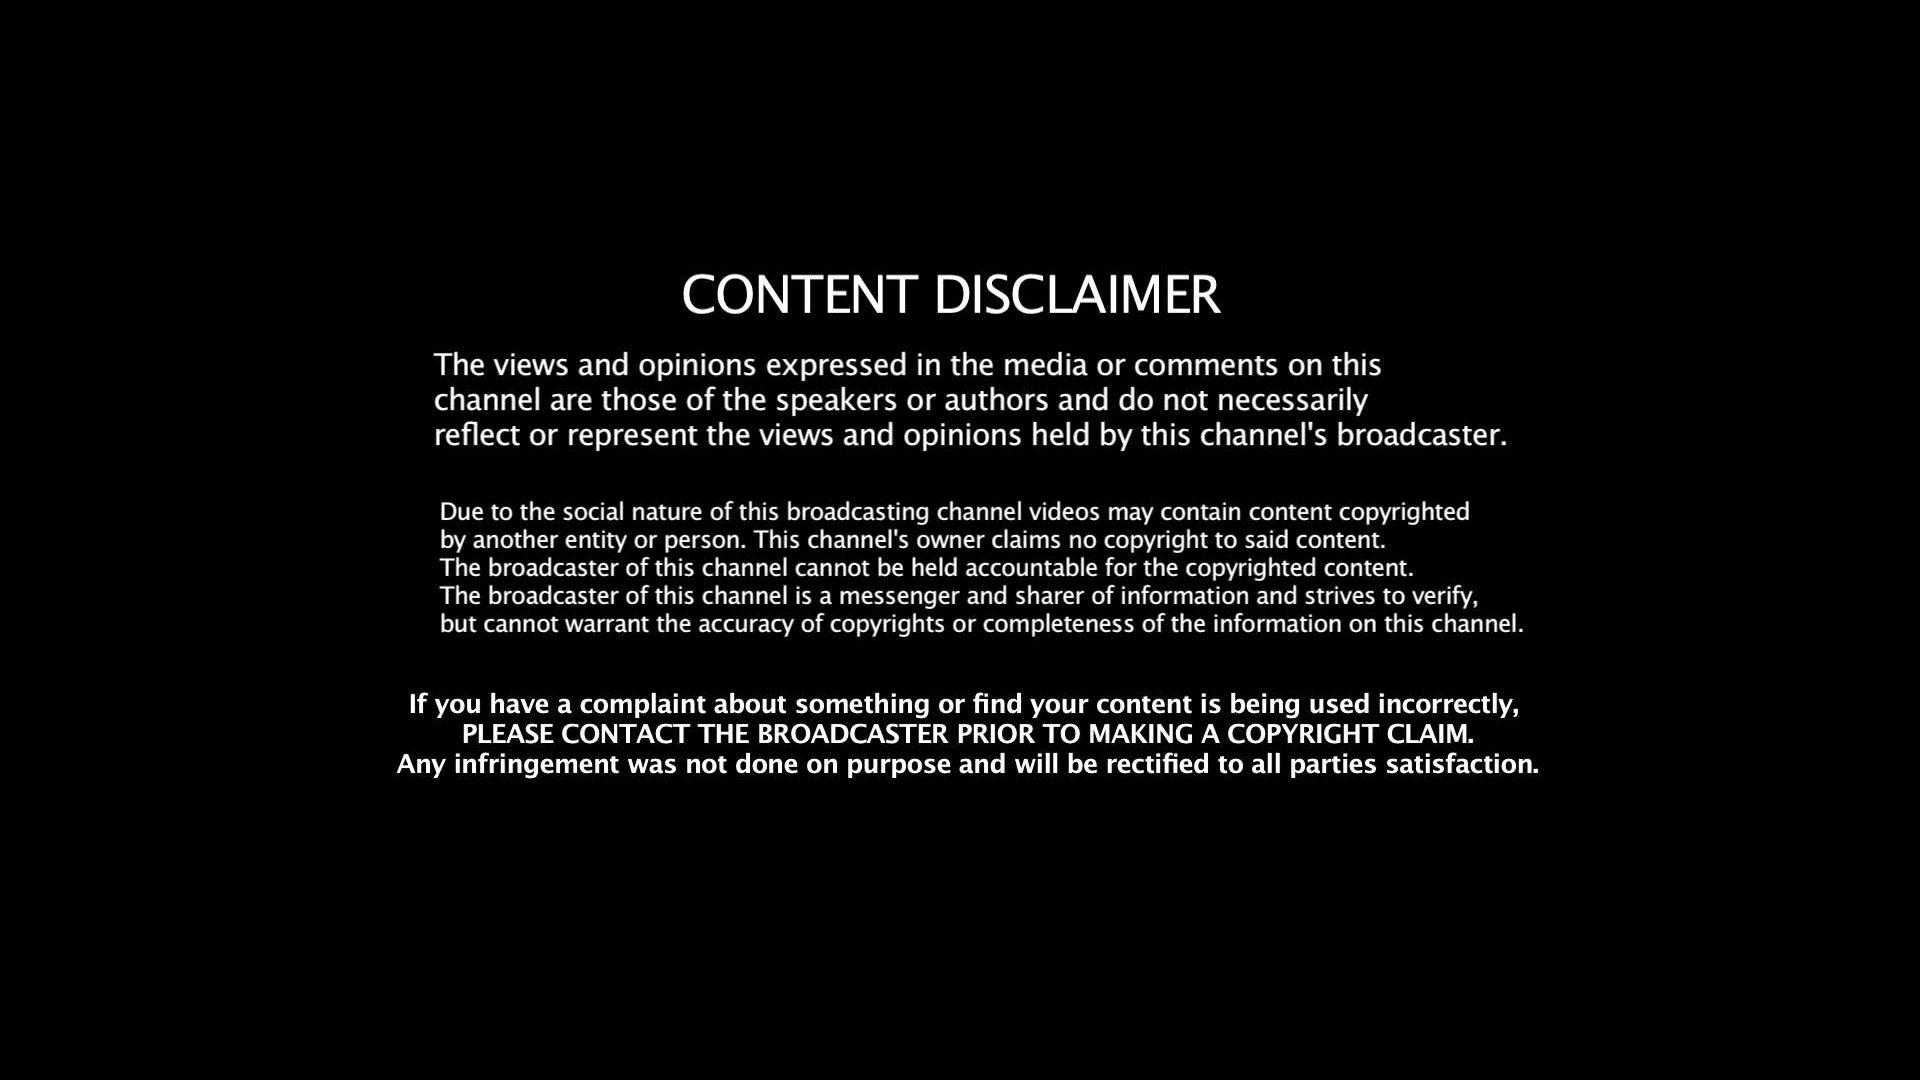 CONTENT DISCLAIMER
The views and opinions expressed in the media or comments on this
channel are those of the speakers or authors and do not necessarily
reflect or represent the views and opinions held by this channel's broadcaster.
Due to the social nature of this broadcasting channel videos may contain content copyrighted
by another entity or person. This channel's owner claims no copyright to said content.
The broadcaster of this channel cannot be held accountable for the copyrighted content.
The broadcaster of this channel is a messenger and sharer of information and strives to verify,
but cannot warrant the accuracy of copyrights or completeness of the information on this channel.
If you have a complaint about something or find your content is being used incorrectly,
PLEASE CONTACT THE BROADCASTER PRIOR TO MAKING A COPYRIGHT CLAIM.
Any infringement was not done on purpose and will be rectified to all parties satisfaction.